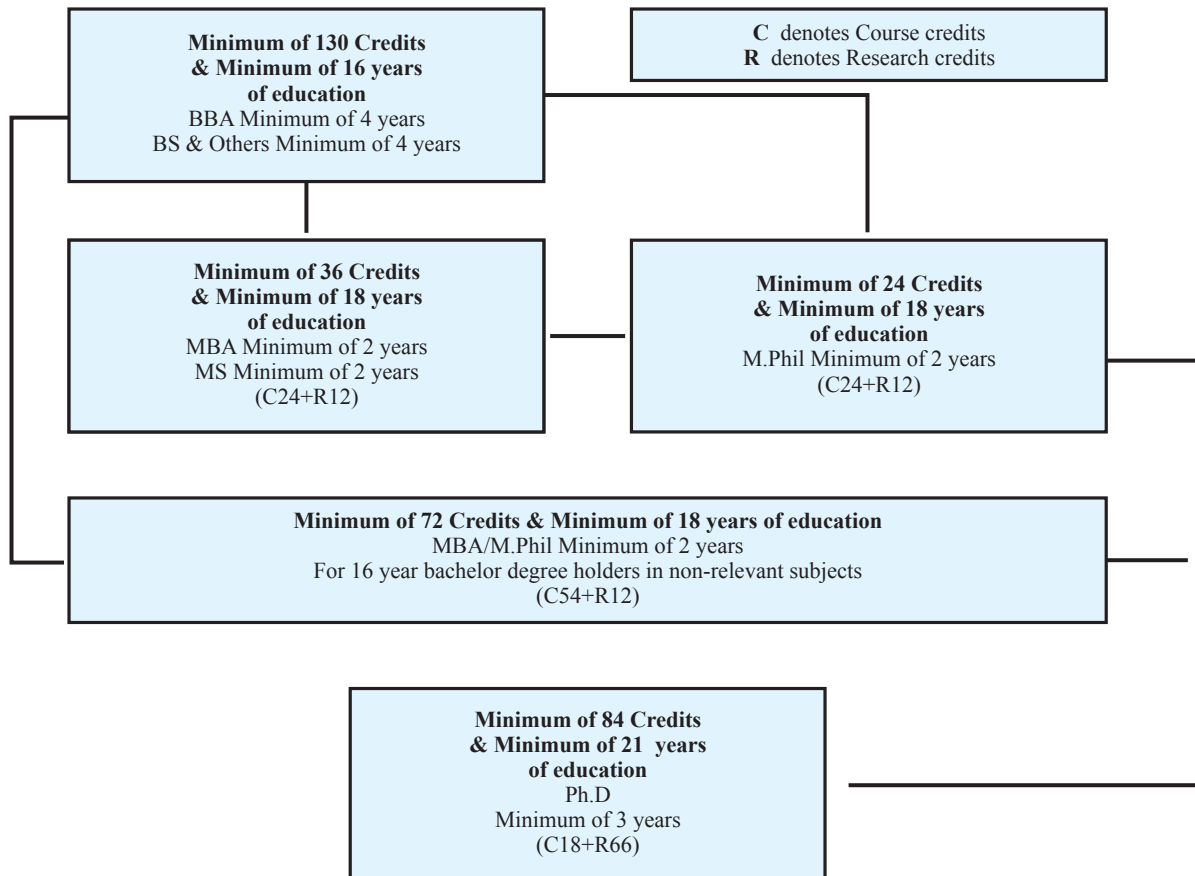 Minimum of 130 Credits
& Minimum of 16 years
of education
BBA Minimum of 4 years
BS & Others Minimum of 4 years
C denotes Course credits
R denotes Research credits
Minimum of 36 Credits
& Minimum of 18 years
of education
MBA Minimum of 2 years
MS Minimum of 2 years
(C24+R12)
Minimum of 24 Credits
& Minimum of 18 years
of education
M.Phil Minimum of 2 years
(C24+R12)
Minimum of 72 Credits & Minimum of 18 years of education
MBA/M.Phil Minimum of 2 years
For 16 year bachelor degree holders in non-relevant subjects
(C54+R12)
Minimum of 84 Credits
& Minimum of 21 years
of education
Ph.D
Minimum of 3 years
(C18+R66)